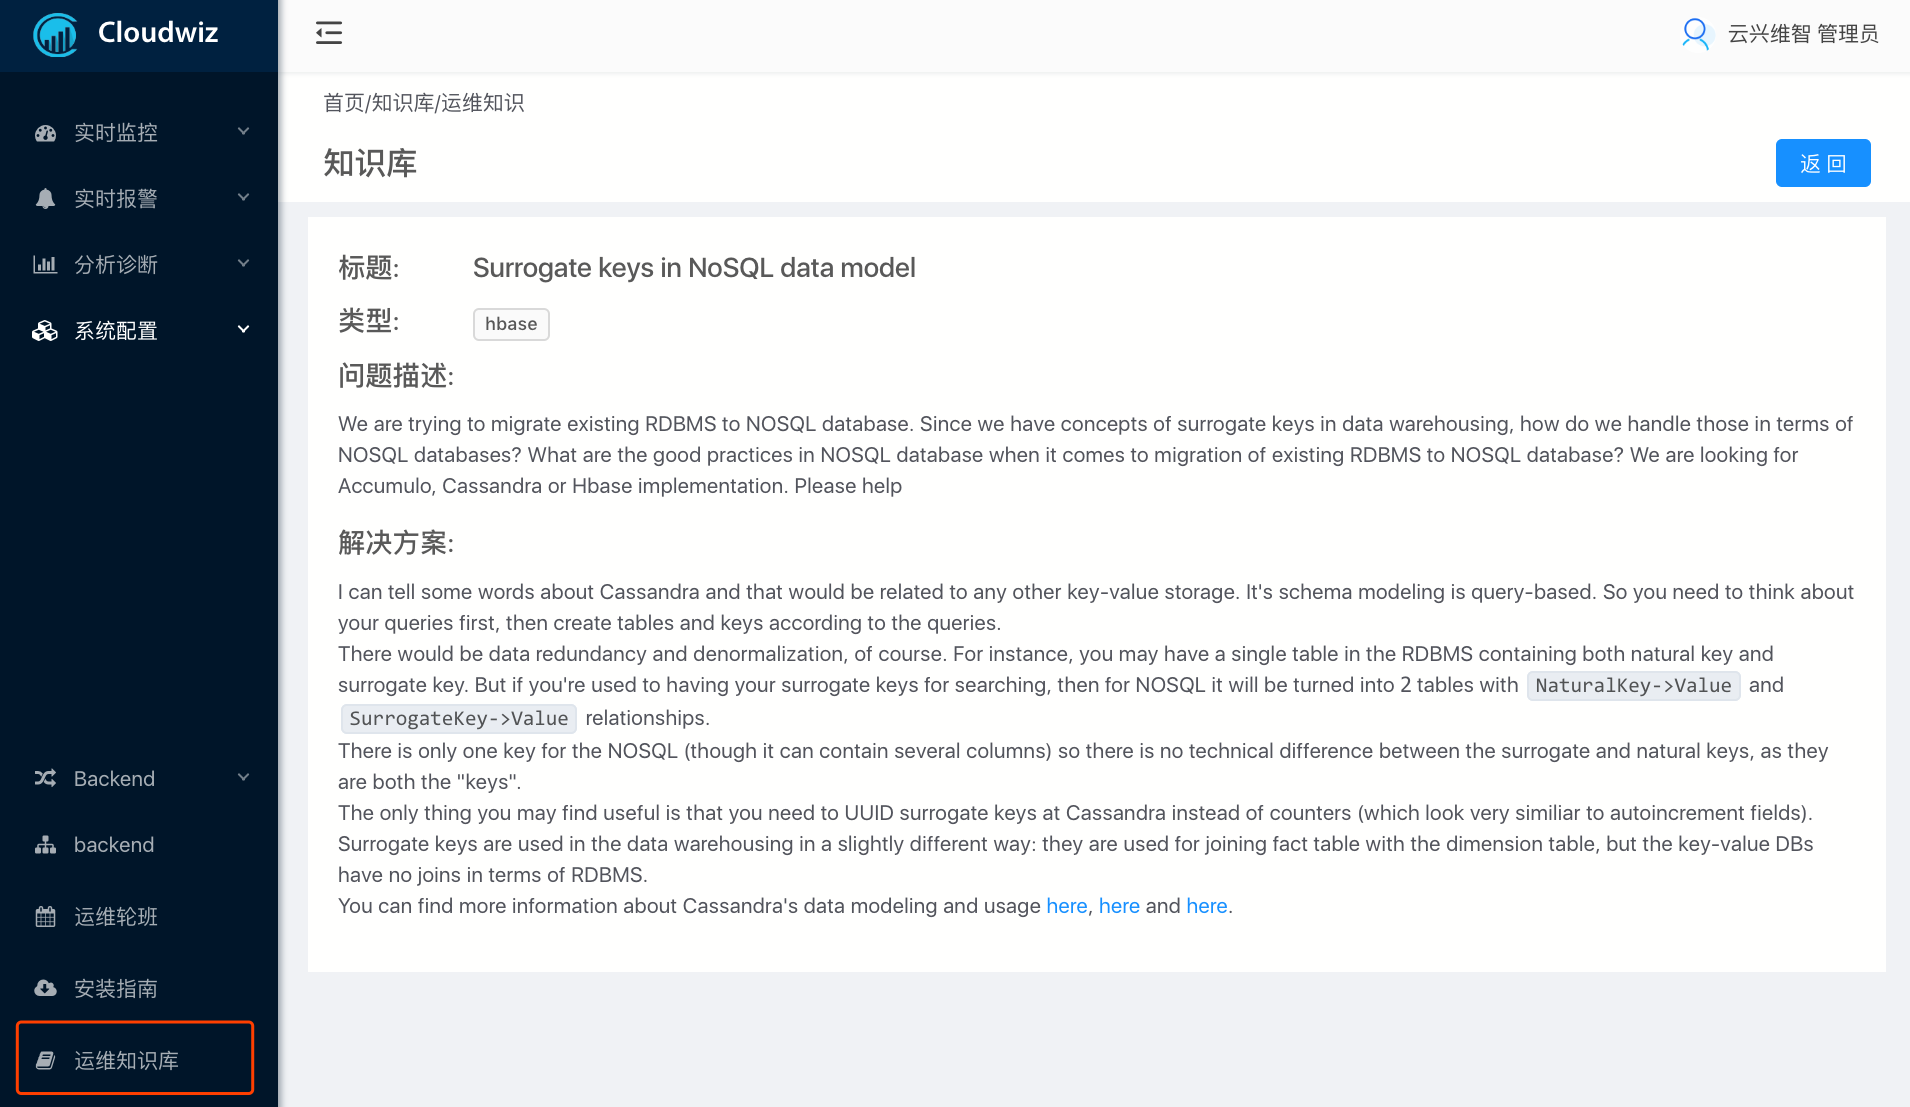 Cloudwiz
云兴维智 管理员
实时监控
实时报警
分析诊断
系统配置
Backend
backend
运维轮班
安装指南
运维知识库
首页/知识库/运维知识
知识库
返 回
标题: Surrogate keys in NoSQL data model
类型: hbase
问题描述:
We are trying to migrate existing RDBMS to NOSQL database. Since we have concepts of surrogate keys in data warehousing, how do we handle those in terms of
NOSQL databases? What are the good practices in NOSQL database when it comes to migration of existing RDBMS to NOSQL database? We are looking for
Accumulo, Cassandra or Hbase implementation. Please help
解决方案:
I can tell some words about Cassandra and that would be related to any other key-value storage. It's schema modeling is query-based. So you need to think about
your queries first, then create tables and keys according to the queries.
There would be data redundancy and denormalization, of course. For instance, you may have a single table in the RDBMS containing both natural key and
surrogate key. But if you're used to having your surrogate keys for searching, then for NOSQL it will be turned into 2 tables with NaturalKey->Value and
SurrogateKey->Value relationships.
There is only one key for the NOSQL (though it can contain several columns) so there is no technical difference between the surrogate and natural keys, as they
are both the "keys".
The only thing you may find useful is that you need to UUID surrogate keys at Cassandra instead of counters (which look very similiar to autoincrement fields).
Surrogate keys are used in the data warehousing in a slightly different way: they are used for joining fact table with the dimension table, but the key-value DBs
have no joins in terms of RDBMS.
You can find more information about Cassandra's data modeling and usage here, here and here.